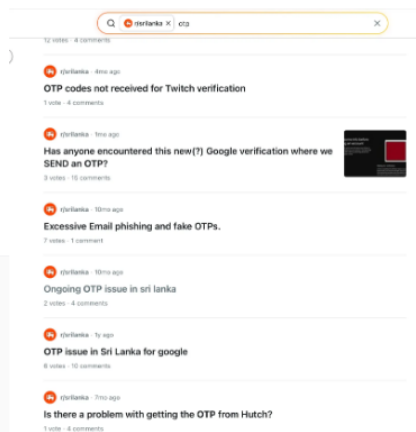 r/srilanka × ota
12 votes · 4 comments
r/srilanka · 4mo ago
OTP codes not received for Twitch verification
1 vote · 4 comments
r/srilanka · 1mo ago
Has anyone encountered this new(?) Google verification where we
SEND an OTP?
3 votes · 15 comments
r/srilanka · 10mo ago
Excessive Email phishing and fake OTPs.
7 votes · 1 comment
r/srilanka · 10mo ago
Ongoing OTP issue in sri lanka
2 votes · 4 comments
r/srilanka · 1y ago
OTP issue in Sri Lanka for google
6 votes · 10 comments
r/srilanka · 7mo ago
Is there a problem with getting the OTP from Hutch?
1 vote · 4 comments